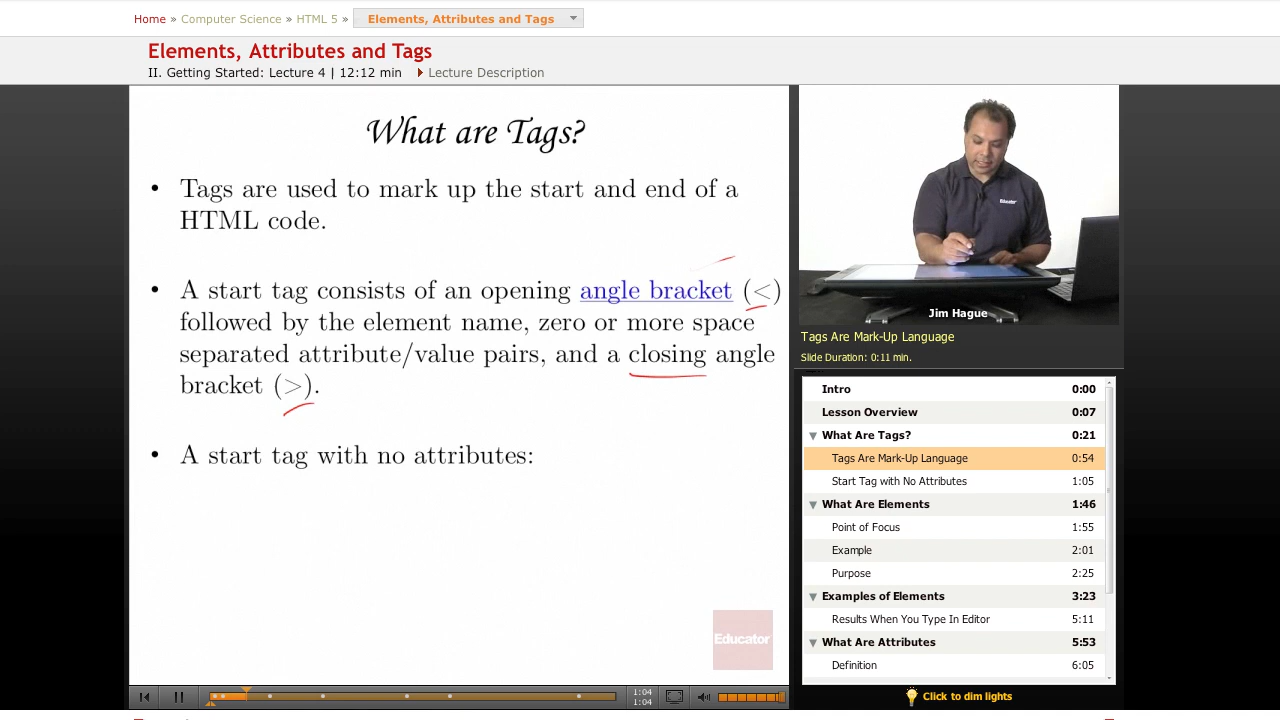 Home » Computer Science » HTML 5 » Elements, Attributes and Tags
Elements, Attributes and Tags
II. Getting Started: Lecture 4 | 12:12 min Lecture Description
What are Tags?
• Tags are used to mark up the start and end of a
HTML code.
• A start tag consists of an opening angle bracket (<)
followed by the element name, zero or more space
separated attribute/value pairs, and a closing angle
bracket (>).
• A start tag with no attributes:
Educator
1:04
1:04
Educator
Jim Hague
Tags Are Mark-Up Language
Slide Duration: 0:11 min.
Intro 0:00
Lesson Overview 0:07
What Are Tags? 0:21
Tags Are Mark-Up Language 0:54
Start Tag with No Attributes 1:05
What Are Elements 1:46
Point of Focus 1:55
Example 2:01
Purpose 2:25
Examples of Elements 3:23
Results When You Type In Editor 5:11
What Are Attributes 5:53
Definition 6:05
Click to dim lights